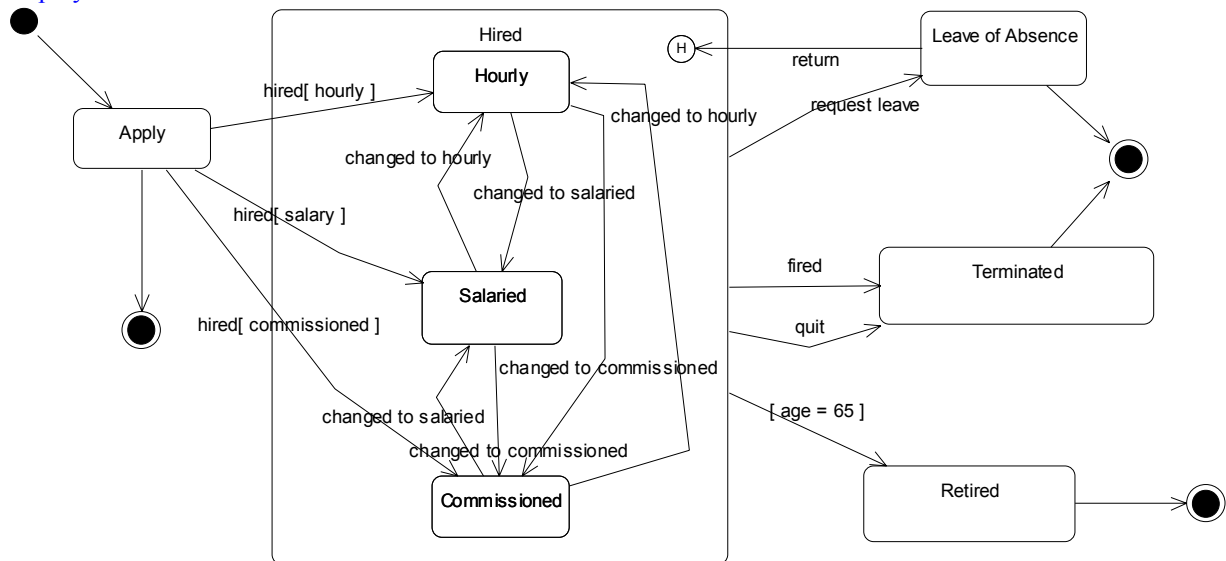 Hired
H
Leave of Absence
return
Hourly
hired[ hourly ]
request leave
changed to hourly
Apply
changed to hourly
changed to salaried
hired[ salary ]
fired
Terminated
Salaried
hired[ commissioned ]
quit
changed to commissioned
[ age = 65 ]
changed to salaried
changed to commissioned
Retired
Commissioned